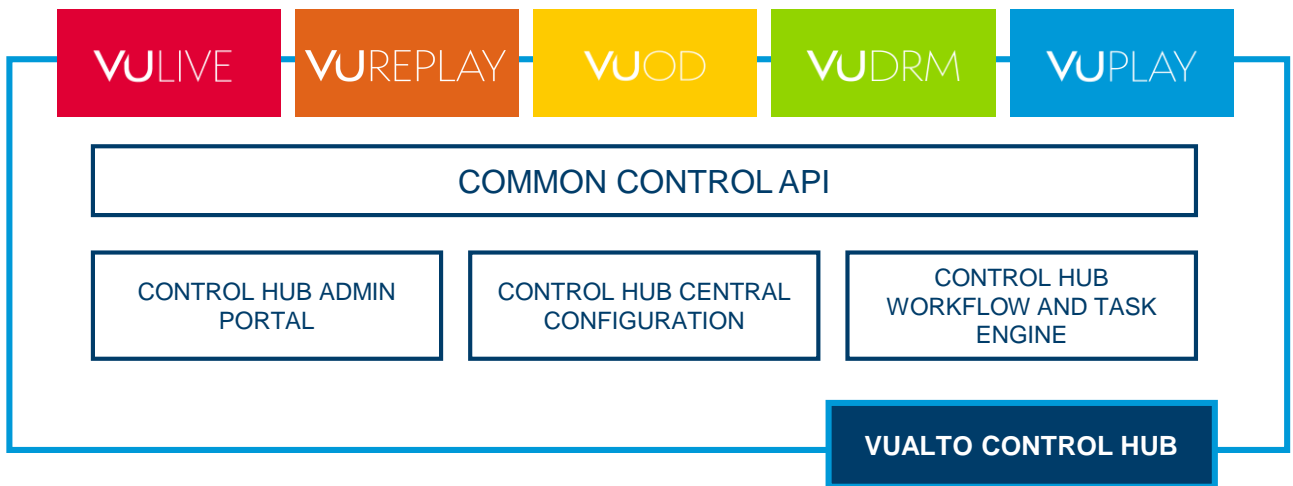 VULIVE
VUREPLAY
VUOD
VUDRM
VUPLAY
COMMON CONTROL API
CONTROL HUB ADMIN
PORTAL
CONTROL HUB CENTRAL
CONFIGURATION
CONTROL HUB
WORKFLOW AND TASK
ENGINE
VUALTO CONTROL HUB